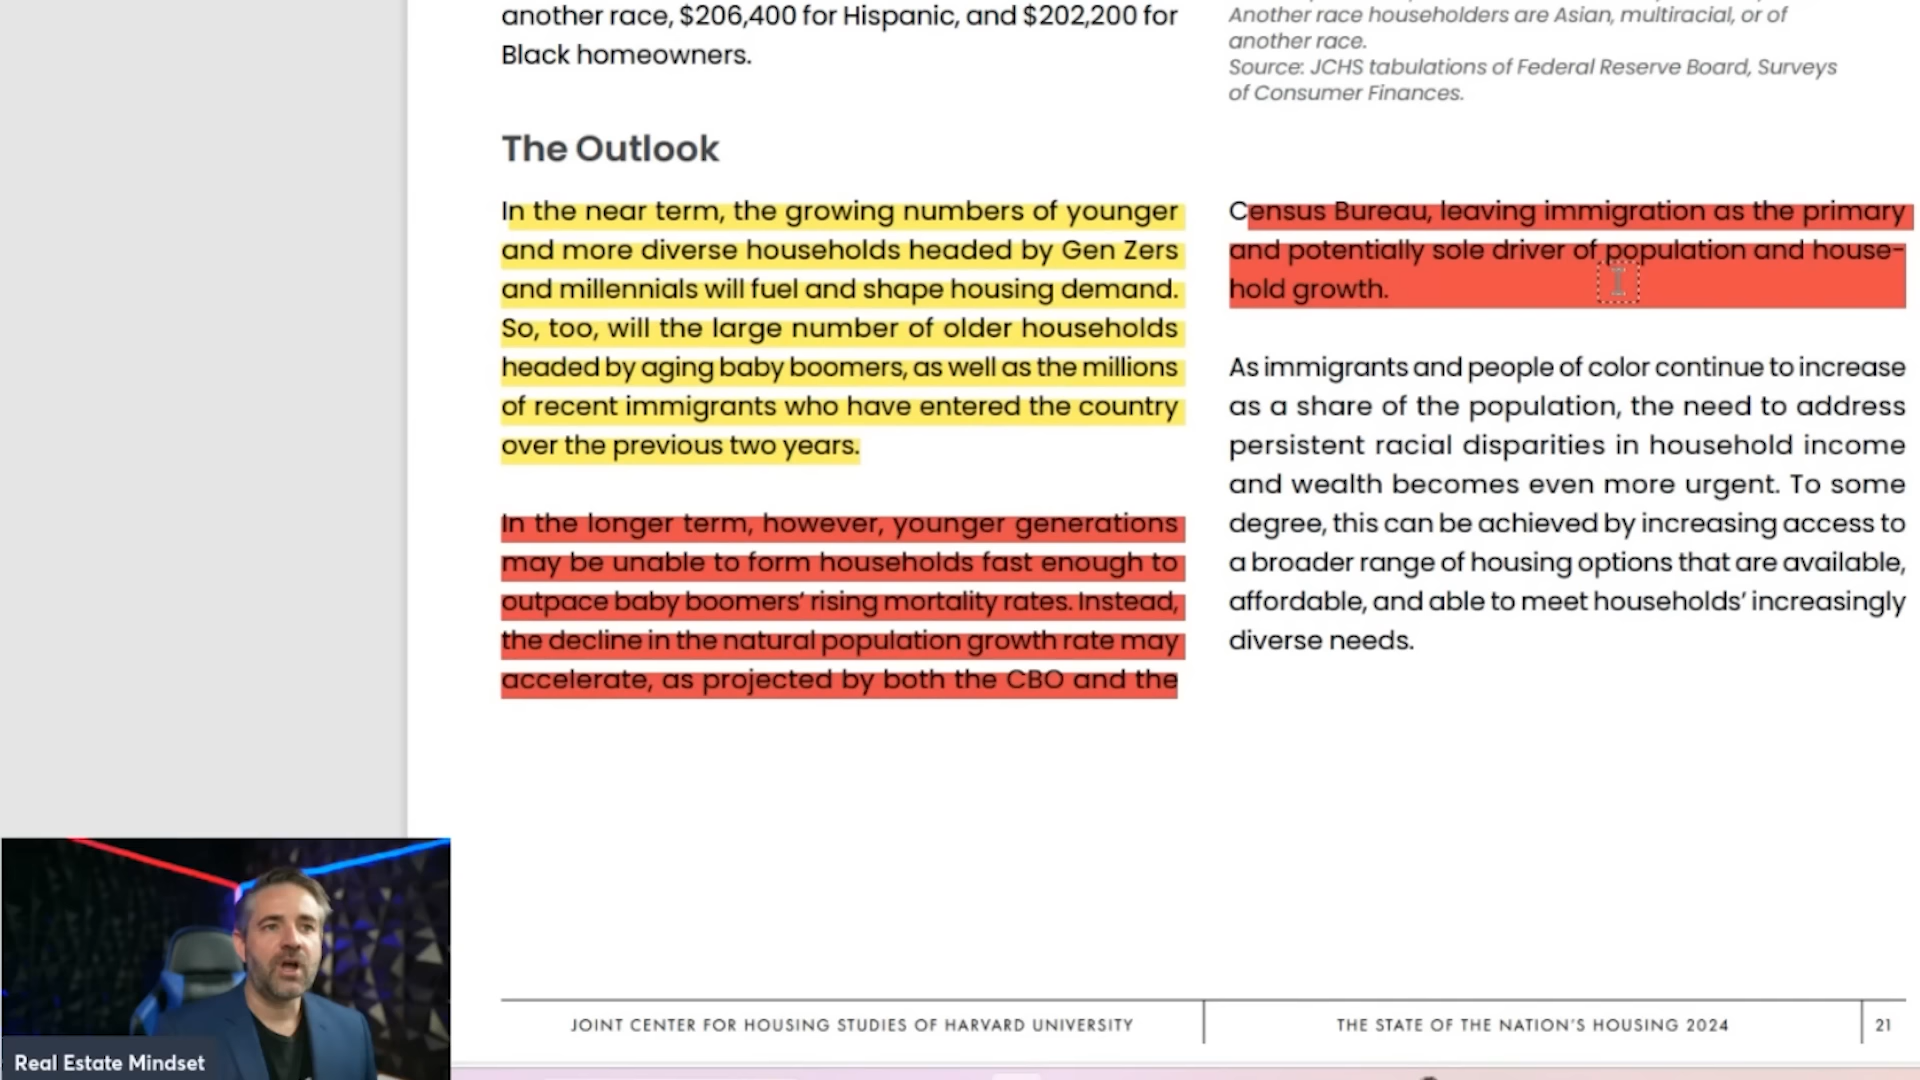 another race, $206,400 for Hispanic, and $202,200 for
Black homeowners.
Another race householders are Asian, multiracial, or of
another race.
Source: JCHS tabulations of Federal Reserve Board, Surveys
of Consumer Finances.
The Outlook
In the near term, the growing numbers of younger
and more diverse households headed by Gen Zers
and millennials will fuel and shape housing demand.
So, too, will the large number of older households
headed by aging baby boomers, as well as the millions
of recent immigrants who have entered the country
over the previous two years.
In the longer term, however, younger generations
may be unable to form households fast enough to
outpace baby boomers’ rising mortality rates. Instead,
the decline in the natural population growth rate may
accelerate, as projected by both the CBO and the
Census Bureau, leaving immigration as the primary
and potentially sole driver of population and house-
hold growth.
As immigrants and people of color continue to increase
as a share of the population, the need to address
persistent racial disparities in household income
and wealth becomes even more urgent. To some
degree, this can be achieved by increasing access to
a broader range of housing options that are available,
affordable, and able to meet households’ increasingly
diverse needs.
JOINT CENTER FOR HOUSING STUDIES OF HARVARD UNIVERSITY
THE STATE OF THE NATION’S HOUSING 2024
21
Real Estate Mindset